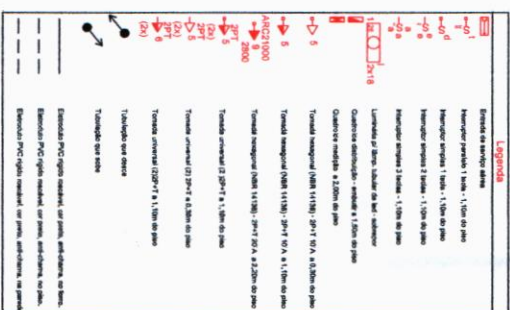 Legenda
Entrada de serviço aérea
Interruptor paralelo 1 tecla - 1,10m do piso
Interruptor simples 1 tecla - 1,10m do piso
Interruptor simples 2 teclas - 1,10m do piso
Interruptor simples 3 teclas - 1,10m do piso
2x18 Luminária p/ lâmp. tubular de led - sobrepor
Quadro de distribuição - embutir a 1,50m do piso
Quadro de medição a 2,00m do piso
5 Tomada hexagonal (NBR 14136) - 2P+T 10 A a 0,30m do piso
5 Tomada hexagonal (NBR 14136) - 2P+T 10 A a 1,10m do piso
ARC21000 9 2800 Tomada hexagonal (NBR 14136) - 2P+T 20 A a 2,20m do piso
2PT 5 (2x) Tomada universal (2) 2P+T a 1,10m do piso
2PT 5 (2x) Tomada universal (2) 2P+T a 0,30m do piso
2PT 6 (2x) Tomada universal (2)2P+T a 1,10m do piso
Tubulação que desce
Tubulação que sobe
Eletroduto PVC rígido roscável, cor preto, anti-chama, no forro.
Eletroduto PVC rígido roscável, cor preto, anti-chama, no piso.
Eletroduto PVC rígido roscável, cor preto, anti-chama, na parede